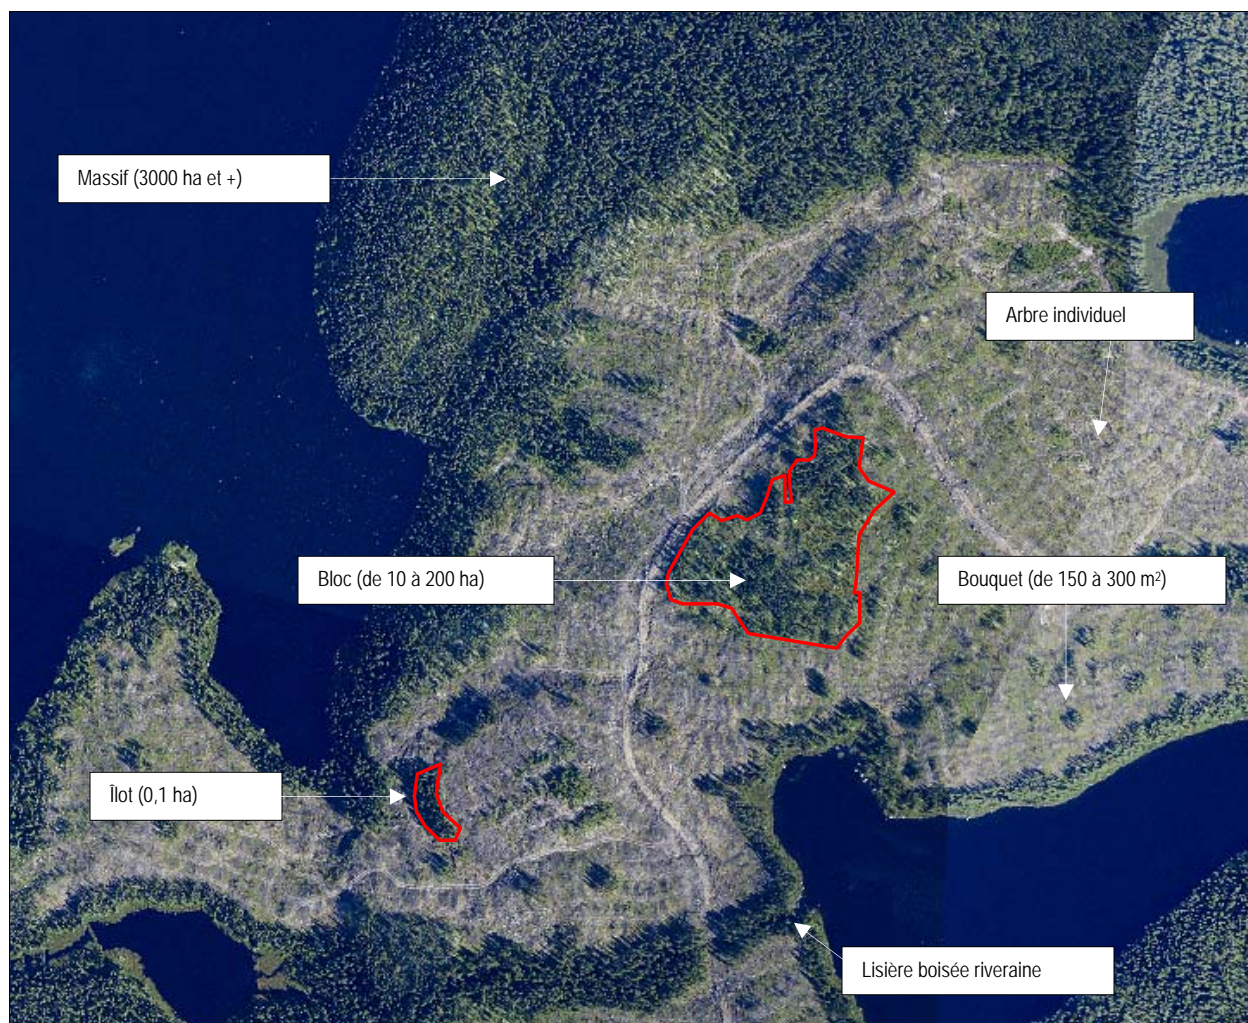 Massif (3000 ha et +)
Arbre individuel
Bloc (de 10 à 200 ha)
Bouquet (de 150 à 300 m²)
Îlot (0,1 ha)
Lisière boisée riveraine